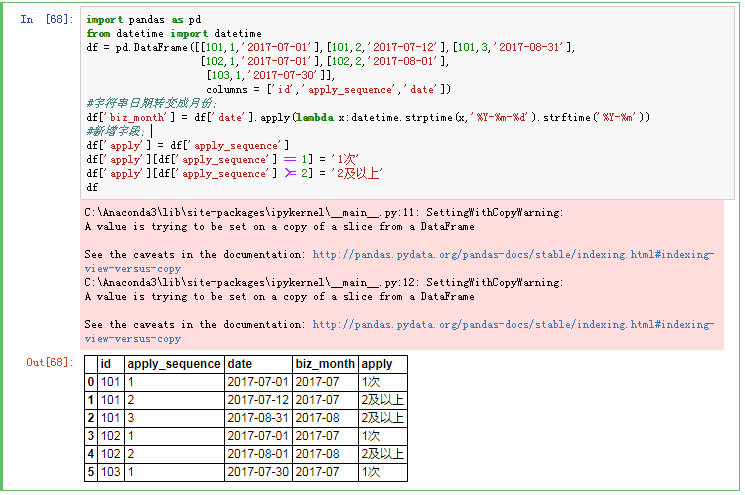 In [68]:
import pandas as pd
from datetime import datetime
df = pd.DataFrame([[101,1,'2017-07-01'],[101,2,'2017-07-12'],[101,3,'2017-08-31'],
[102,1,'2017-07-01'],[102,2,'2017-08-01'],
[103,1,'2017-07-30']],
columns = ['id','apply_sequence','date'])
#字符串日期转变成月份;
df['biz_month'] = df['date'].apply(lambda x:datetime.strptime(x,'%Y-%m-%d').strftime('%Y-%m'))
#新增字段;
df['apply'] = df['apply_sequence']
df['apply'][df['apply_sequence'] == 1] = '1次'
df['apply'][df['apply_sequence'] >= 2] = '2及以上'
df
C:\Anaconda3\lib\site-packages\ipykernel\__main__.py:11: SettingWithCopyWarning:
A value is trying to be set on a copy of a slice from a DataFrame
See the caveats in the documentation: http://pandas.pydata.org/pandas-docs/stable/indexing.html#indexing-
view-versus-copy
C:\Anaconda3\lib\site-packages\ipykernel\__main__.py:12: SettingWithCopyWarning:
A value is trying to be set on a copy of a slice from a DataFrame
See the caveats in the documentation: http://pandas.pydata.org/pandas-docs/stable/indexing.html#indexing-
view-versus-copy
Out[68]:
id apply_sequence date biz_month apply
0 101 1 2017-07-01 2017-07 1次
1 101 2 2017-07-12 2017-07 2及以上
2 101 3 2017-08-31 2017-08 2及以上
3 102 1 2017-07-01 2017-07 1次
4 102 2 2017-08-01 2017-08 2及以上
5 103 1 2017-07-30 2017-07 1次